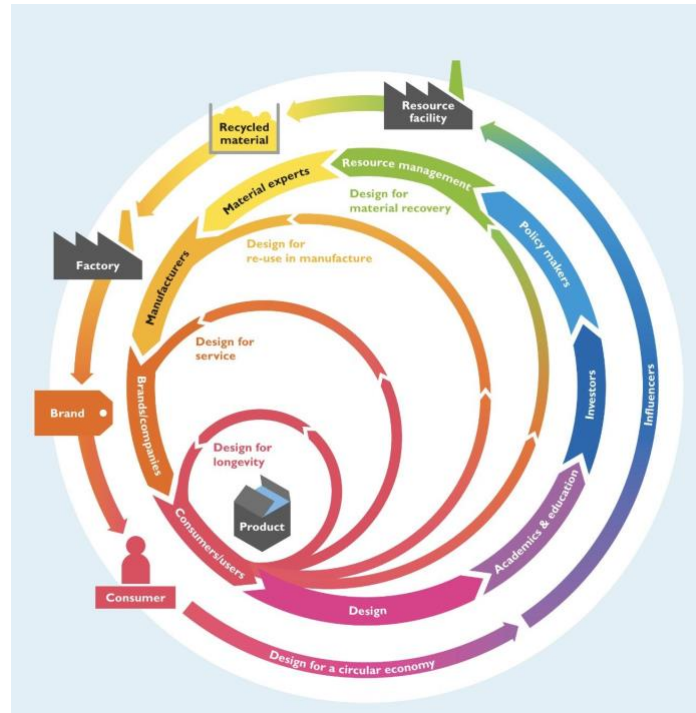 Resource
facility
Recycled
material
Resource management
Material experts
Design for
material recovery
Policy makers
Design for
re-use in manufacture
Factory
Manufacturers
Design for
service
Brand
Brands/companies
Investors
Influencers
Design for
longevity
Product
Consumers/users
Academics & education
Consumer
Design
Design for a circular economy